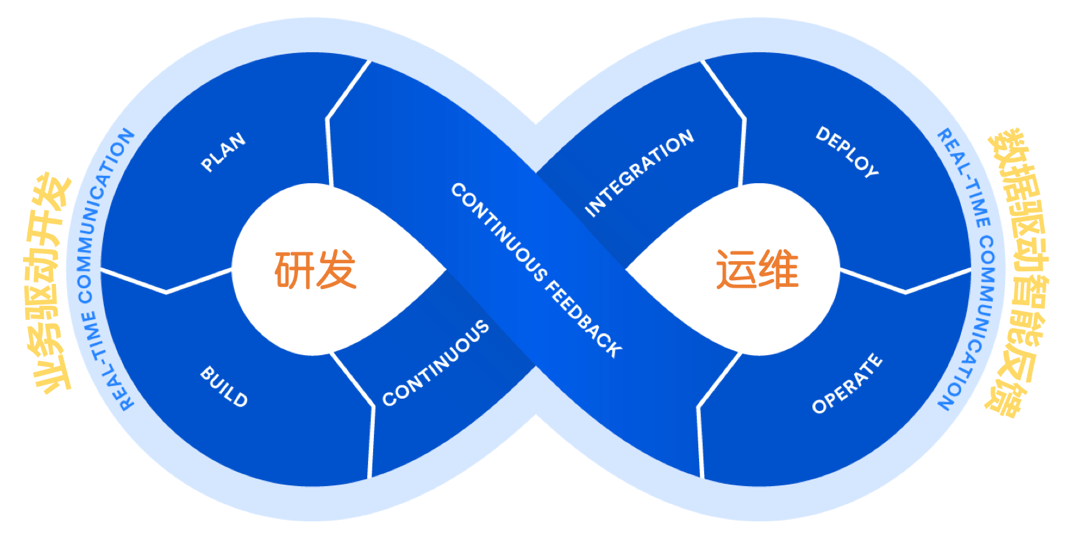 业务驱动开发
REAL-TIME COMMUNICATION
PLAN
BUILD
研发
CONTINUOUS
INTEGRATION
CONTINUOUS FEEDBACK
运维
DEPLOY
OPERATE
REAL-TIME COMMUNICATION
数据驱动智能反馈